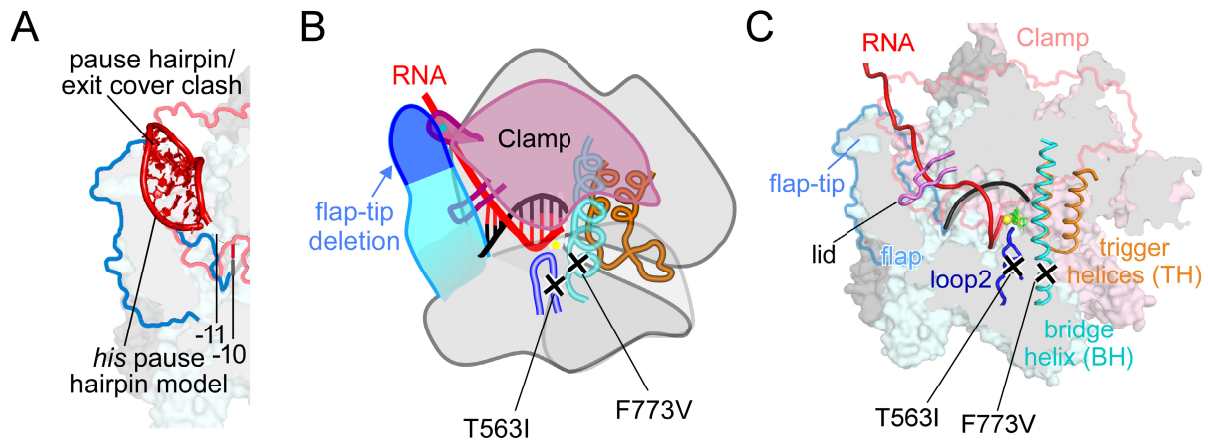 A
pause hairpin/
exit cover clash
-11
-10
his pause
hairpin model
B
RNA
Clamp
flap-tip
deletion
T563I
F773V
C
RNA
Clamp
flap-tip
lid
flap
loop2
trigger
helices (TH)
bridge
helix (BH)
T563I
F773V